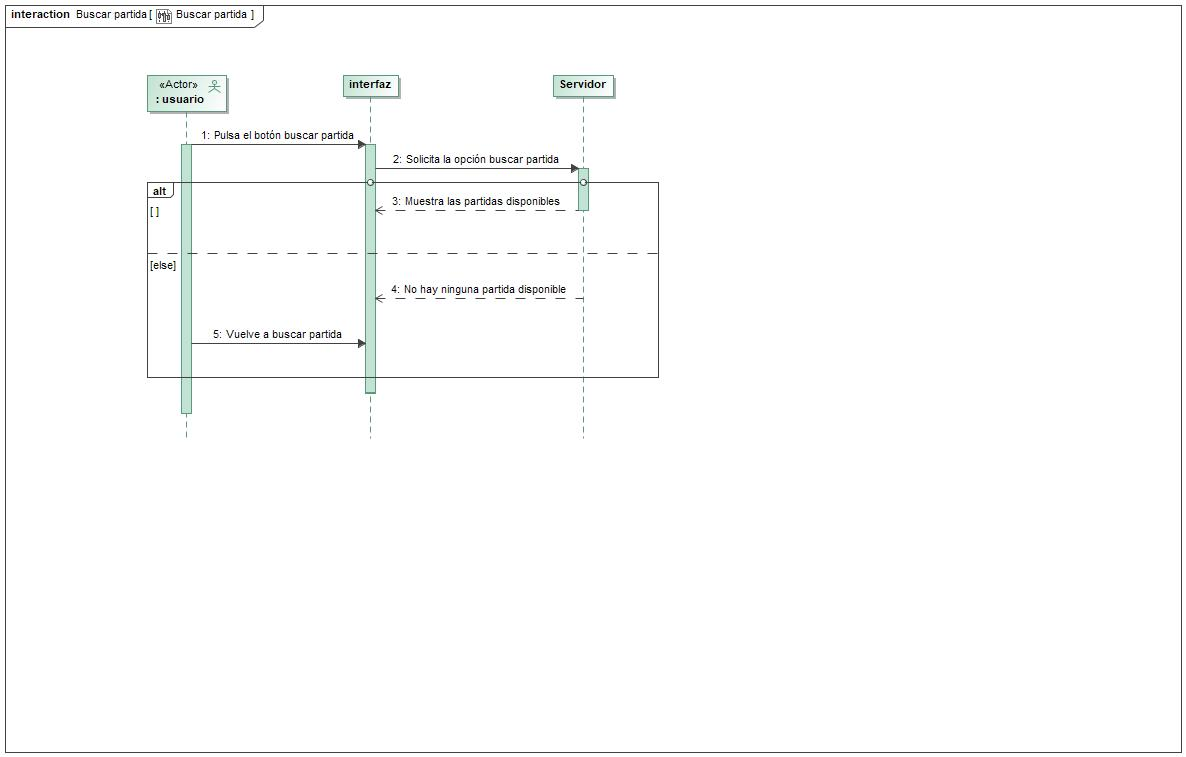 interaction Buscar partida [ Buscar partida ]
«Actor»
: usuario
interfaz
Servidor
1: Pulsa el botón buscar partida
2: Solicita la opción buscar partida
alt
3: Muestra las partidas disponibles
[ ]
[else]
4: No hay ninguna partida disponible
5: Vuelve a buscar partida